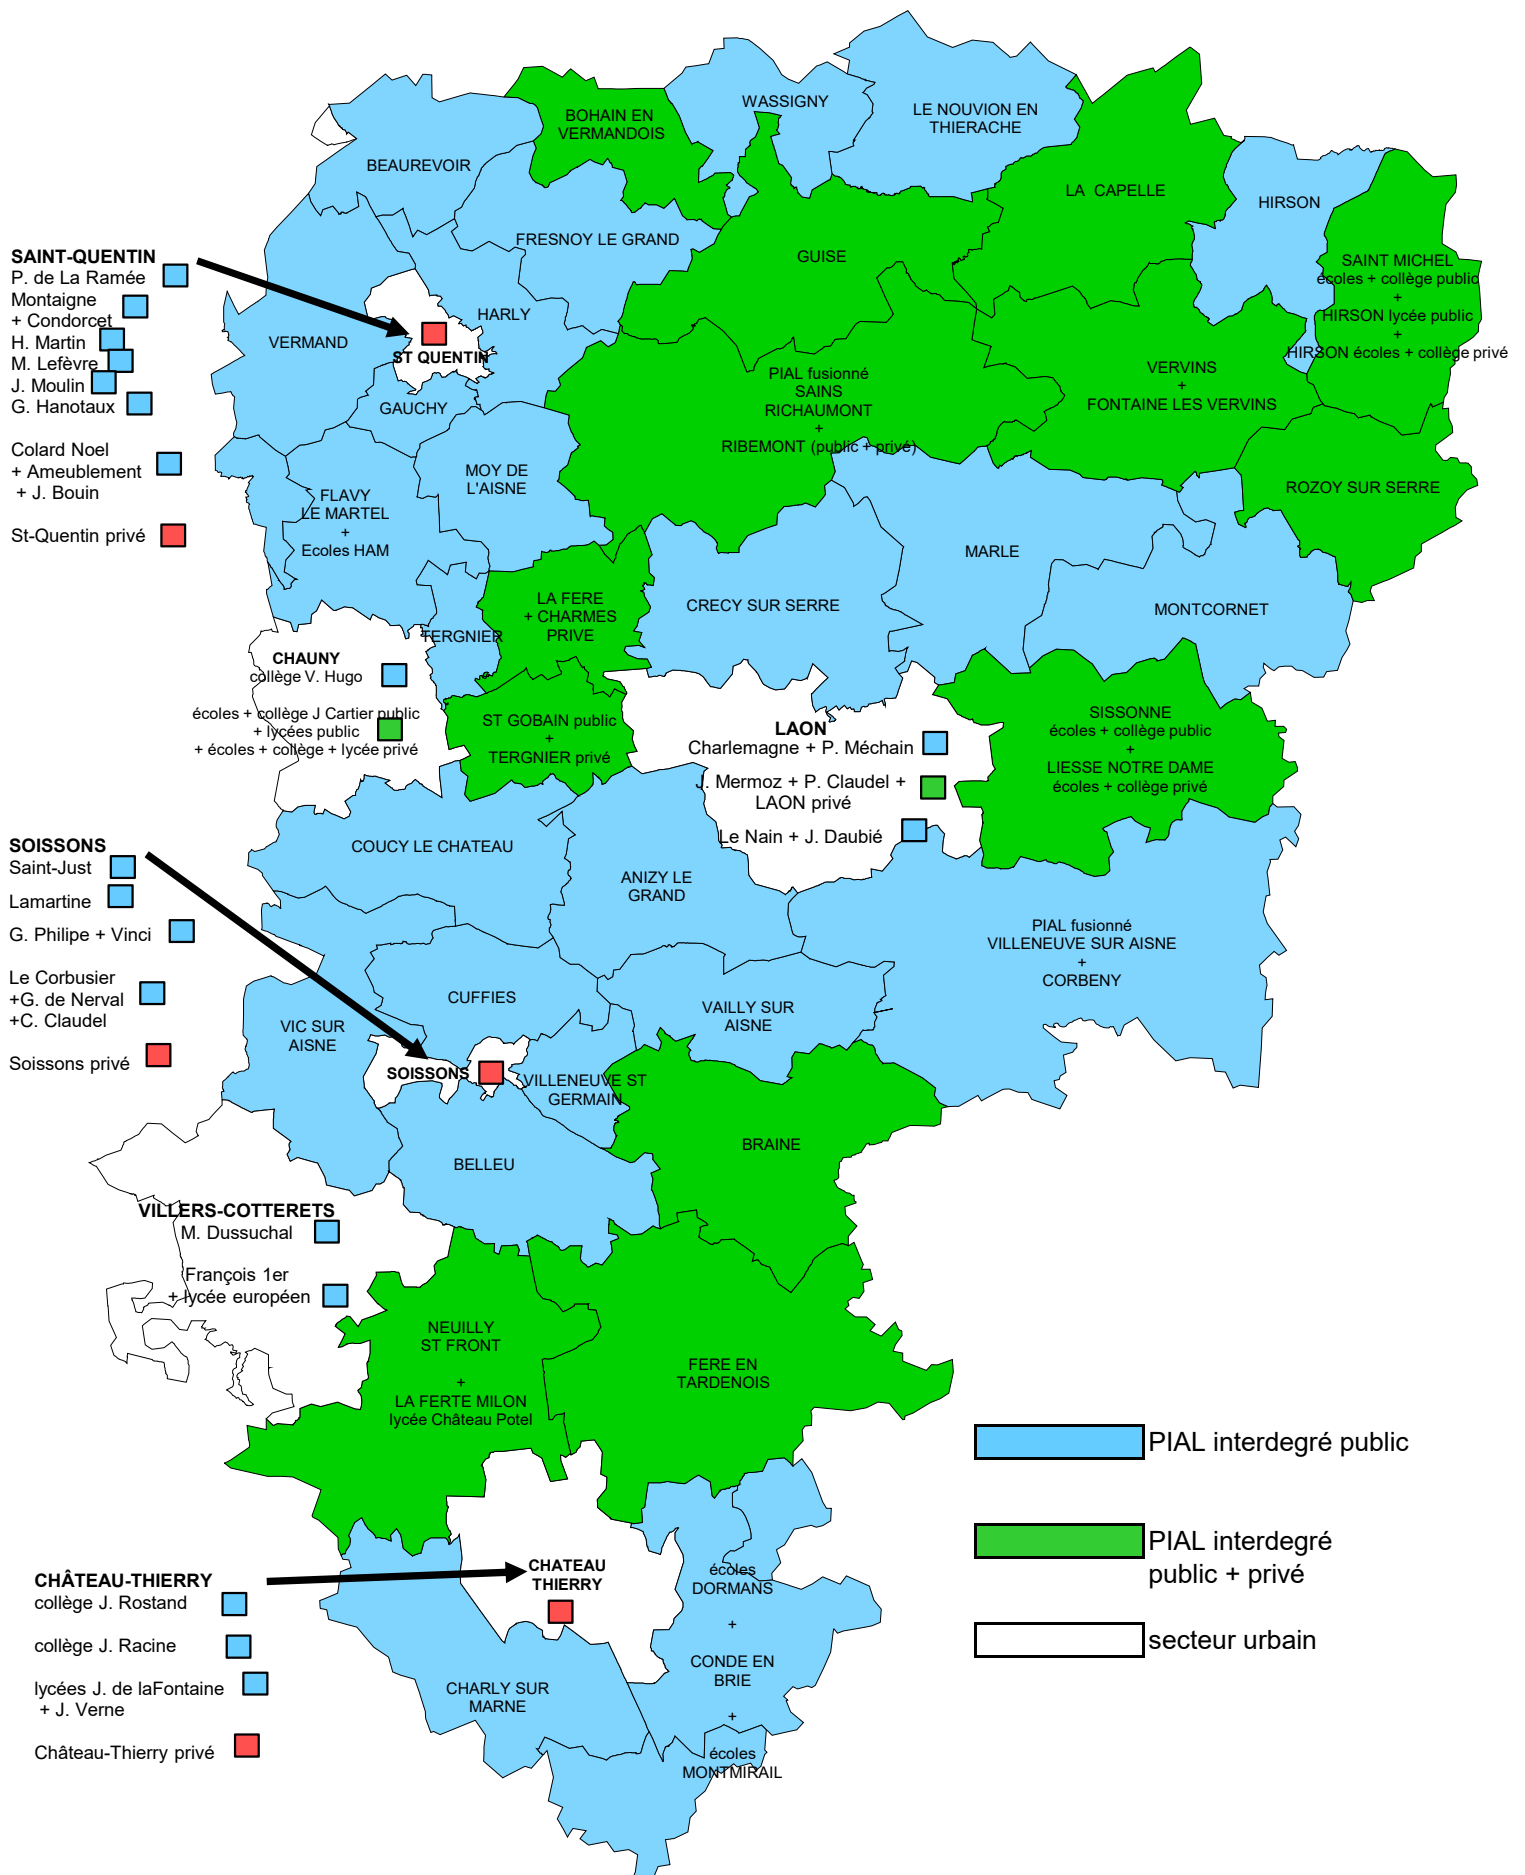 WASSIGNY
LE NOUVION EN
THIERACHE
BOHAIN EN
VERMANDOIS
BEAUREVOIR
LA CAPELLE
HIRSON
FRESNOY LE GRAND
GUISE
SAINT MICHEL
écoles + collège public
+
HIRSON lycée public
+
HIRSON écoles + collège privé
SAINT-QUENTIN
P. de La Ramée
Montaigne
+ Condorcet
H. Martin
M. Lefèvre
J. Moulin
G. Hanotaux
Colard Noel
+ Ameublement
+ J. Bouin
St-Quentin privé
HARLY
VERMAND
ST QUENTIN
GAUCHY
PIAL fusionné
SAINS
RICHAUMONT
+
RIBEMONT (public + privé)
VERVINS
+
FONTAINE LES VERVINS
MOY DE
L'AISNE
FLAVY
LE MARTEL
+
Ecoles HAM
ROZOY SUR SERRE
MARLE
LA FERE
+ CHARMES
PRIVE
CRECY SUR SERRE
MONTCORNET
TERGNIER
CHAUNY
collège V. Hugo
écoles + collège J Cartier public
+ lycées public
+ écoles + collège + lycée privé
ST GOBAIN public
+
TERGNIER privé
LAON
Charlemagne + P. Méchain
J. Mermoz + P. Claudel +
LAON privé
Le Nain + J. Daubié
SISSONNE
écoles + collège public
+
LIESSE NOTRE DAME
écoles + collège privé
SOISSONS
Saint-Just
Lamartine
G. Philipe + Vinci
Le Corbusier
+G. de Nerval
+C. Claudel
Soissons privé
COUCY LE CHATEAU
ANIZY LE
GRAND
PIAL fusionné
VILLENEUVE SUR AISNE
+
CORBENY
CUFFIES
VAILLY SUR
AISNE
VIC SUR
AISNE
SOISSONS
VILLENEUVE ST
GERMAIN
BRAINE
BELLEU
VILLERS-COTTERETS
M. Dussuchal
François 1er
+ lycée européen
NEUILLY
ST FRONT
+
LA FERTE MILON
lycée Château Potel
FERE EN
TARDENOIS
PIAL interdegré public
PIAL interdegré
public + privé
secteur urbain
CHATEAU
THIERRY
CHÂTEAU-THIERRY
collège J. Rostand
collège J. Racine
lycées J. de laFontaine
+ J. Verne
Château-Thierry privé
écoles
DORMANS
+
CONDE EN
BRIE
+
écoles
MONTMIRAIL
CHARLY SUR
MARNE